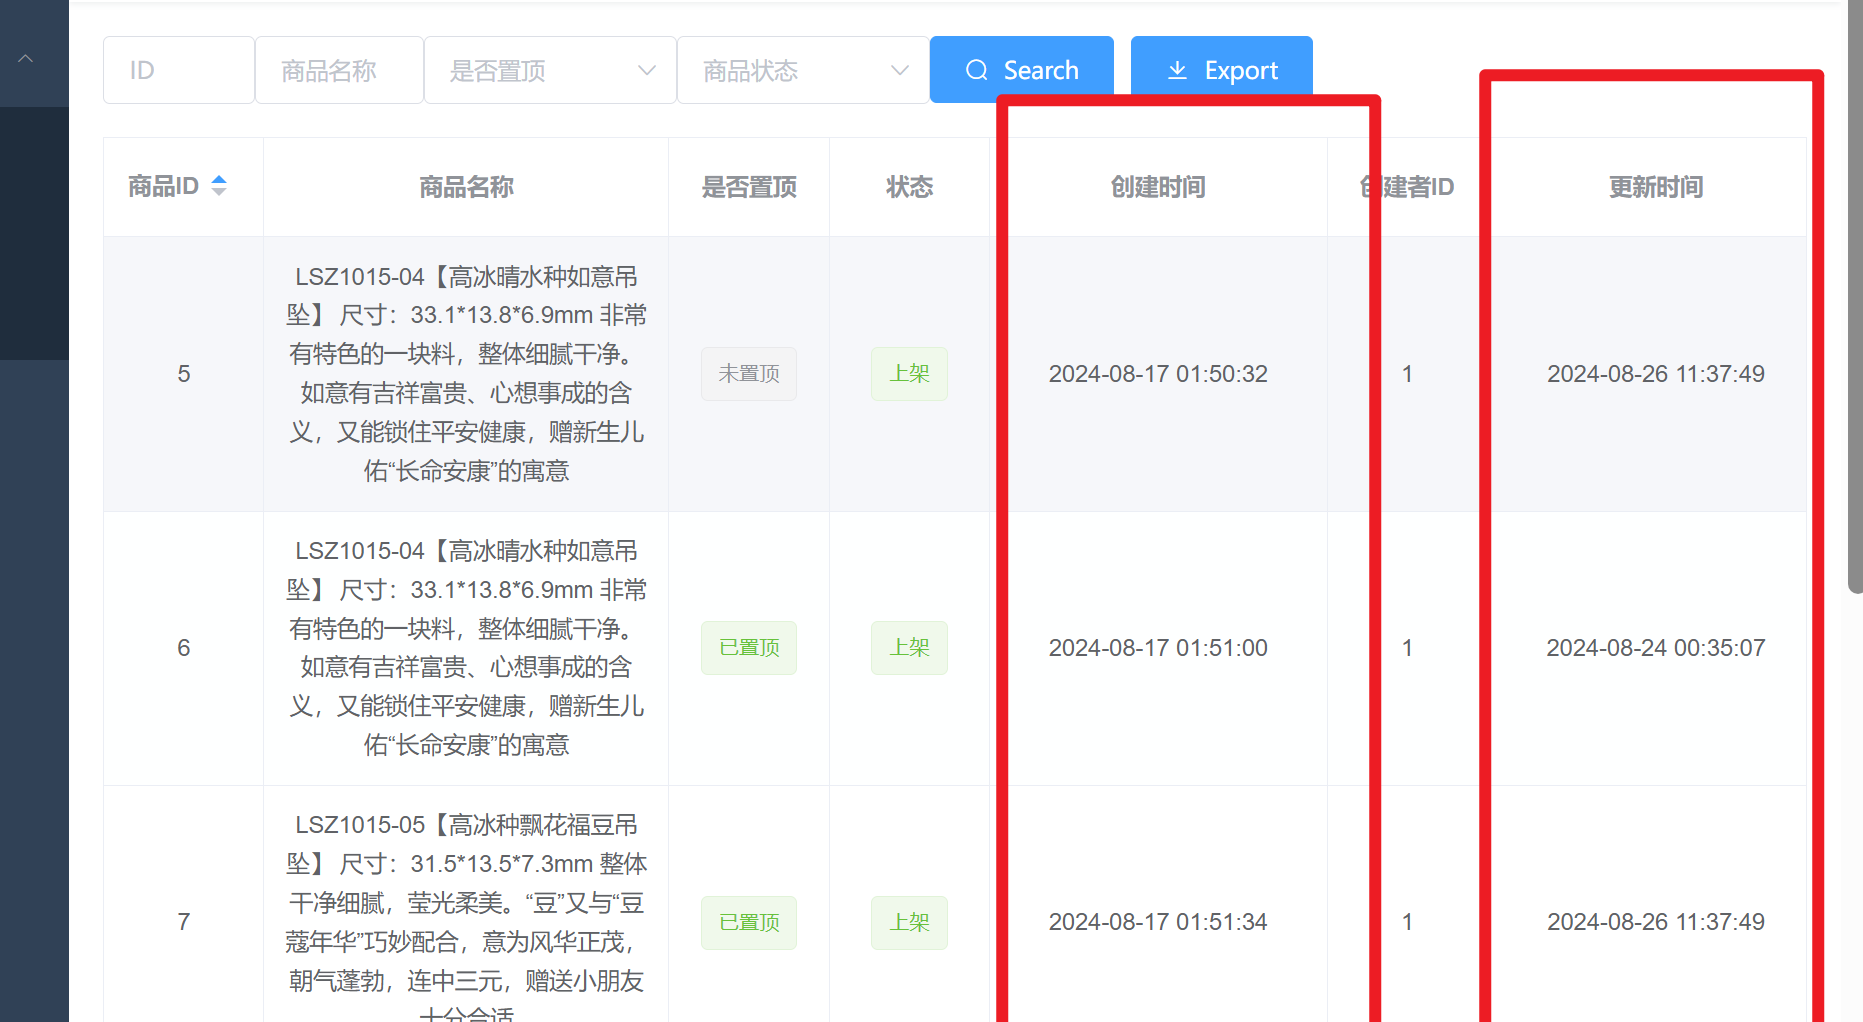 ID 商品名称 是否置顶 商品状态 Search Export
商品ID 商品名称 是否置顶 状态 创建时间 创建者ID 更新时间
LSZ1015-04【高冰晴水种如意吊
坠】 尺寸：33.1*13.8*6.9mm 非常
有特色的一块料，整体细腻干净。
如意有吉祥富贵、心想事成的含
义，又能锁住平安健康，赠新生儿
佑“长命安康”的寓意
5 未置顶 上架 2024-08-17 01:50:32 1 2024-08-26 11:37:49
LSZ1015-04【高冰晴水种如意吊
坠】 尺寸：33.1*13.8*6.9mm 非常
有特色的一块料，整体细腻干净。
如意有吉祥富贵、心想事成的含
义，又能锁住平安健康，赠新生儿
佑“长命安康”的寓意
6 已置顶 上架 2024-08-17 01:51:00 1 2024-08-24 00:35:07
LSZ1015-05【高冰种飘花福豆吊
坠】 尺寸：31.5*13.5*7.3mm 整体
干净细腻，莹光柔美。“豆”又与“豆
蔻年华”巧妙配合，意为风华正茂，
朝气蓬勃，连中三元，赠送小朋友
十分合适
7 已置顶 上架 2024-08-17 01:51:34 1 2024-08-26 11:37:49